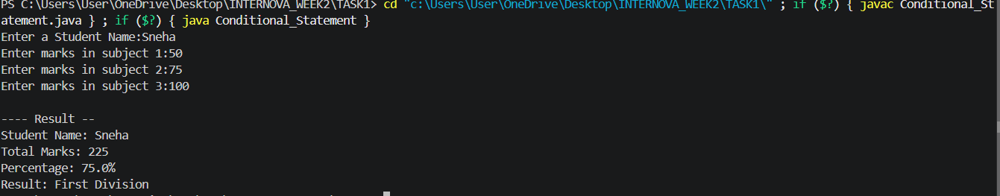 PS C:\Users\User\OneDrive\Desktop\INTERNOVA_WEEK2\TASK1> cd "c:\Users\User\OneDrive\Desktop\INTERNOVA_WEEK2\TASK1\" ; if ($?) { javac Conditional_St
atement.java } ; if ($?) { java Conditional_Statement }
Enter a Student Name:Sneha
Enter marks in subject 1:50
Enter marks in subject 2:75
Enter marks in subject 3:100
---- Result --
Student Name: Sneha
Total Marks: 225
Percentage: 75.0%
Result: First Division